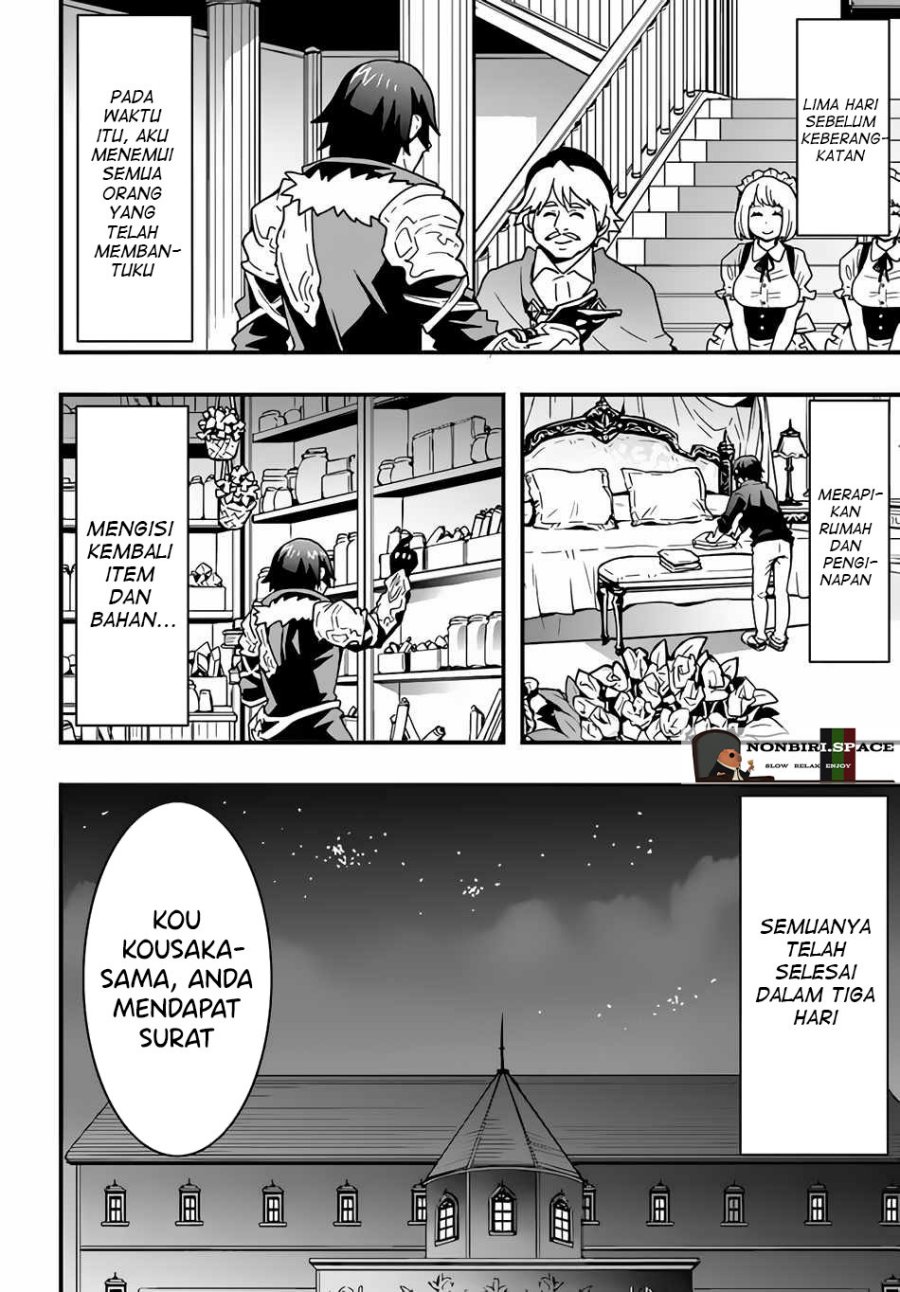 LIMA HARI
SEBELUM
KEBERANG-
KATAN
PADA
WAKTU
ITU, AKU
MENEMUI
SEMUA
ORANG
YANG
TELAH
MEMBAN-
TUKU
MERAPI-
KAN
RUMAH
DAN
PENGI-
NAPAN
MENGISI
KEMBALI
ITEM
DAN
BAHAN...
NONBIRI.SPACE
SLOW RELAX ENJOY
SEMUANYA
TELAH
SELESAI
DALAM TIGA
HARI
KOU
KOUSAKA-
SAMA, ANDA
MENDAPAT
SURAT